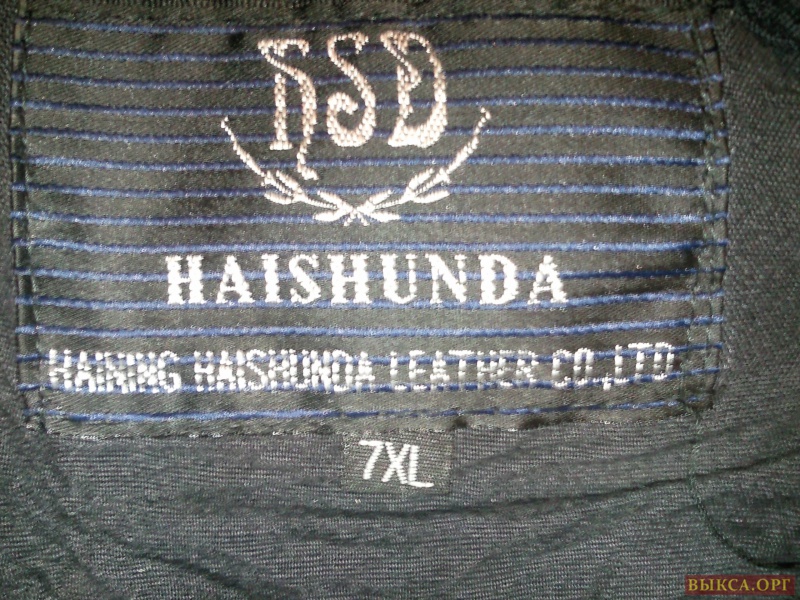 HSD
HAISHUNDA
HAINING HAISHUNDA LEATHER CO.,LTD
7XL
ВЫКСА.ОРГ